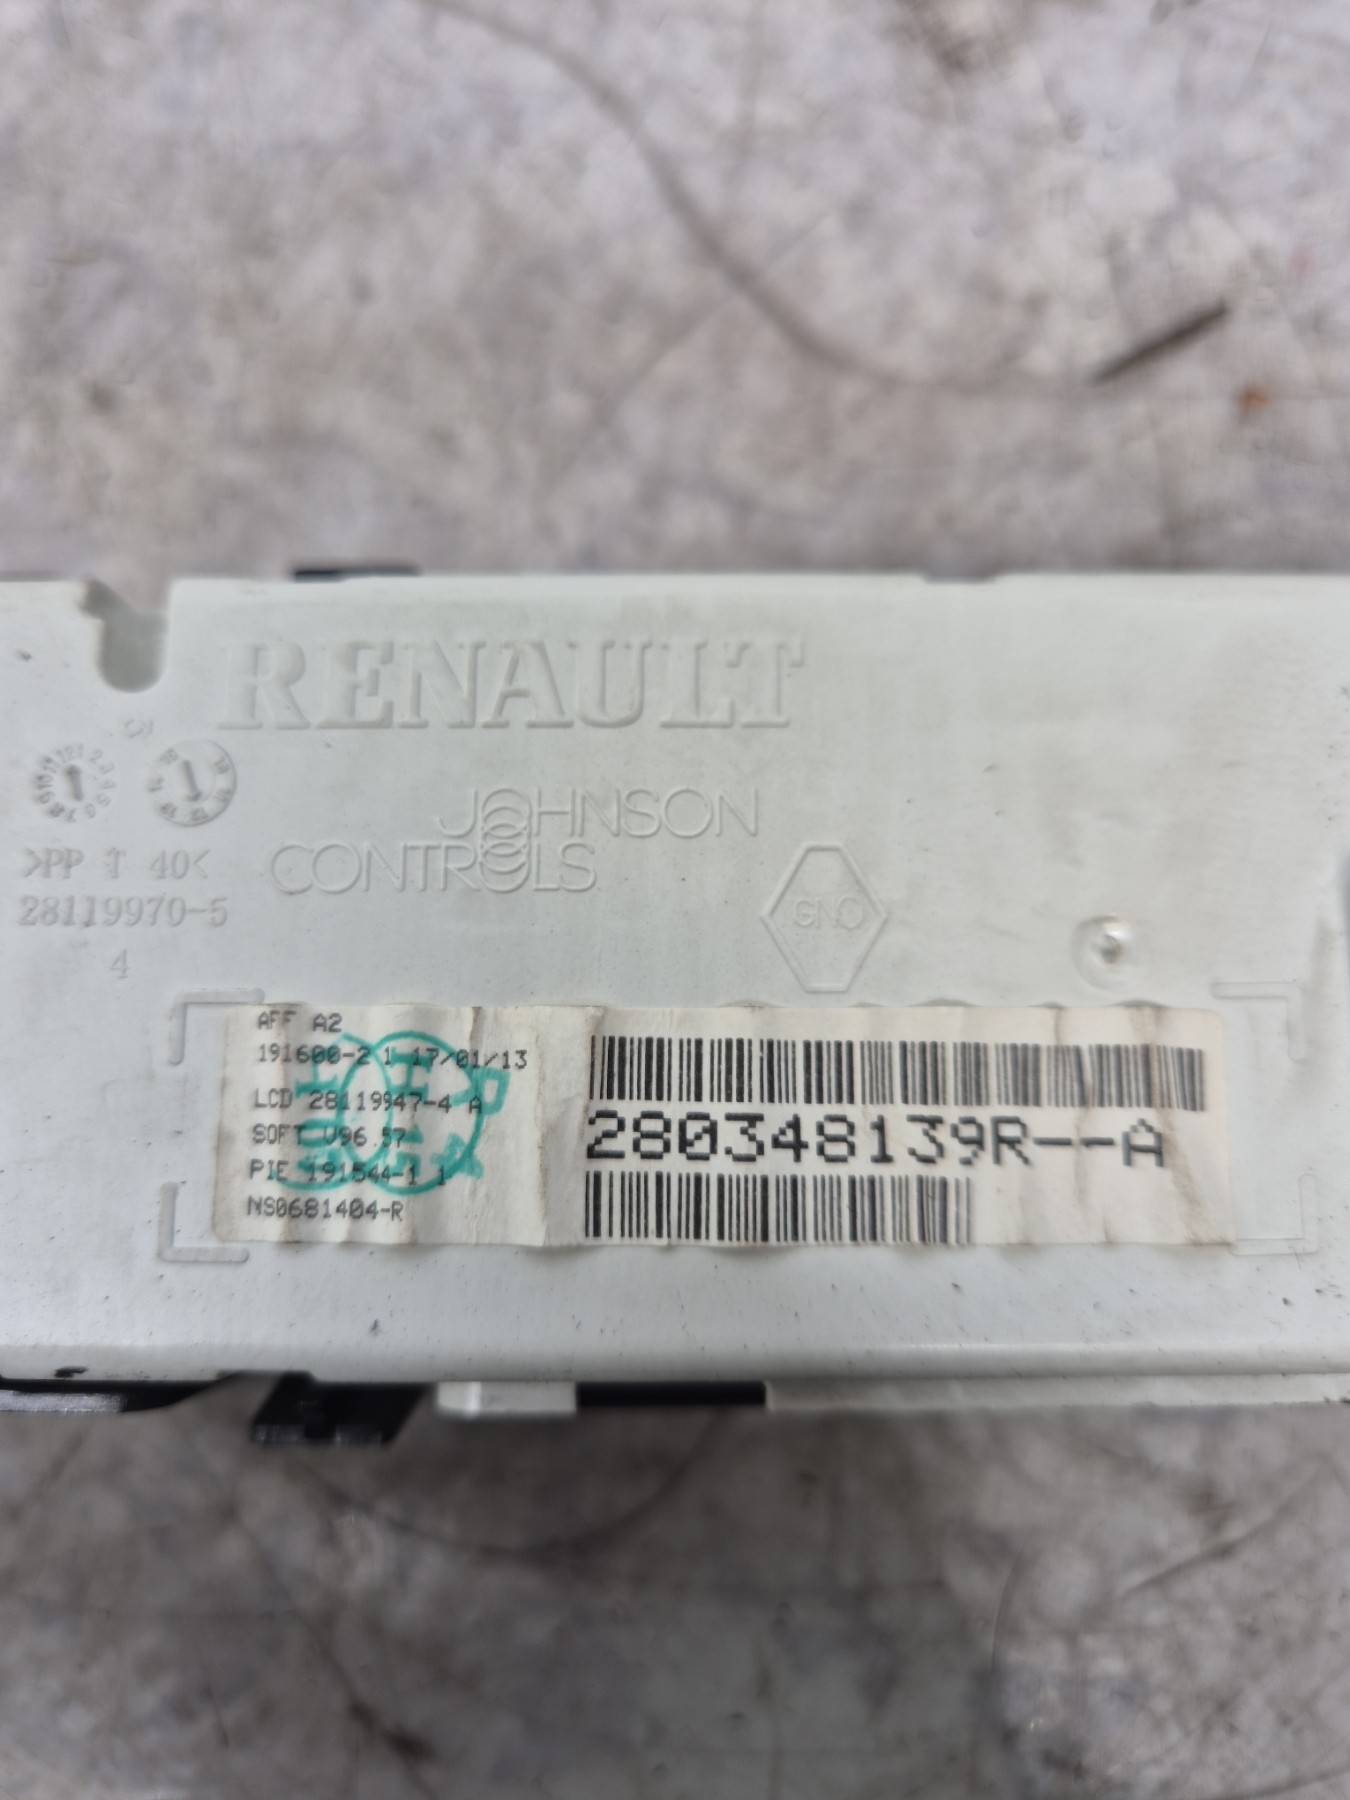 RENAULT
JOHNSON
CONTROLS
>PP T 40<
28119970-5
4
GNO
AFF A2
191600-2 1 17/01/13
LCD 28119947-4 A
SOFT V96.57
PIE 191544-1 1
NS0681404-R
280348139R--A